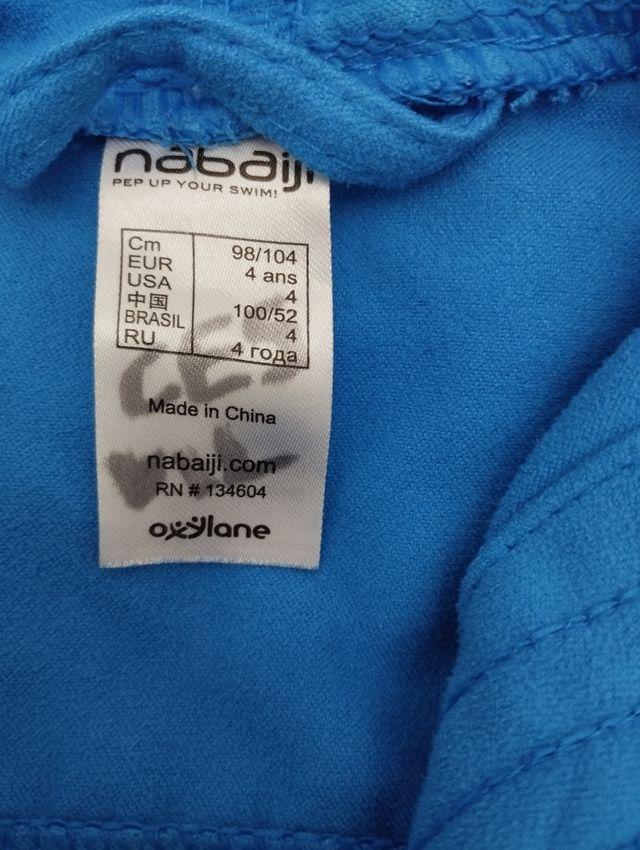 nabaiji
PEP UP YOUR SWIM!
Cm 98/104
EUR 4 ans
USA 4
中国 100/52
BRASIL 4
RU 4 года
Made in China
nabaiji.com
RN # 134604
oxylane